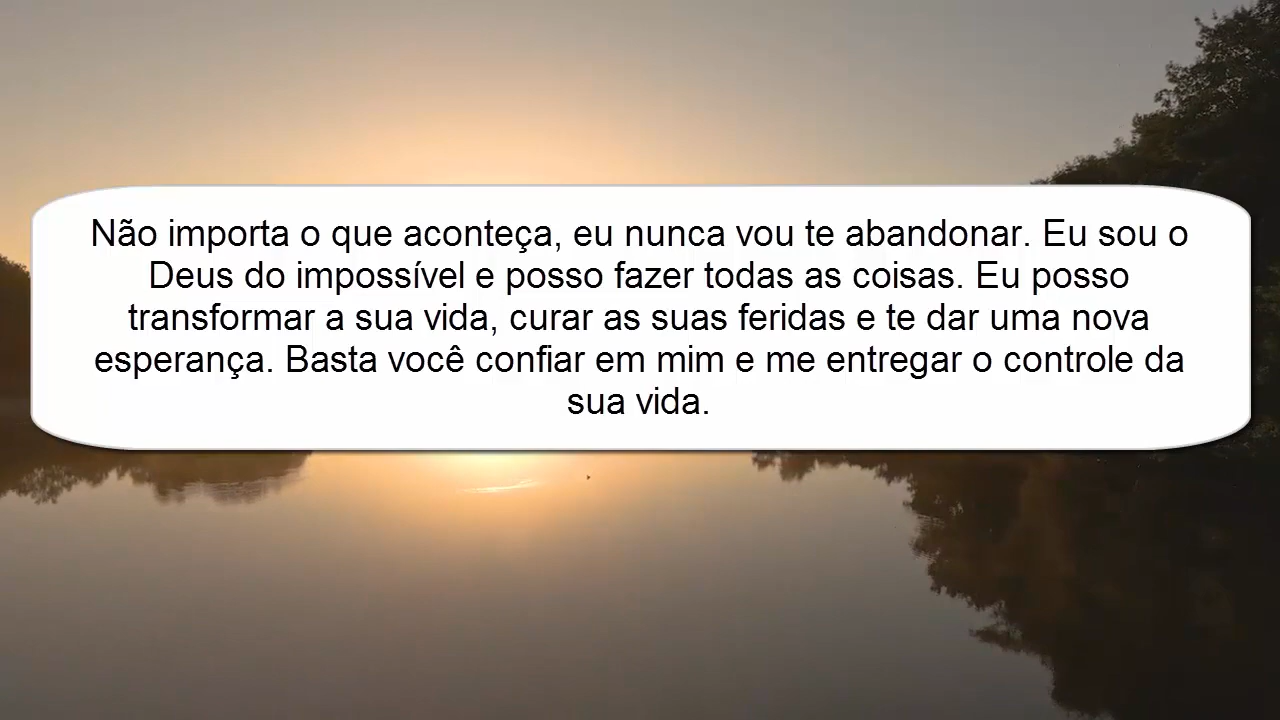 Não importa o que aconteça, eu nunca vou te abandonar. Eu sou o
Deus do impossível e posso fazer todas as coisas. Eu posso
transformar a sua vida, curar as suas feridas e te dar uma nova
esperança. Basta você confiar em mim e me entregar o controle da
sua vida.